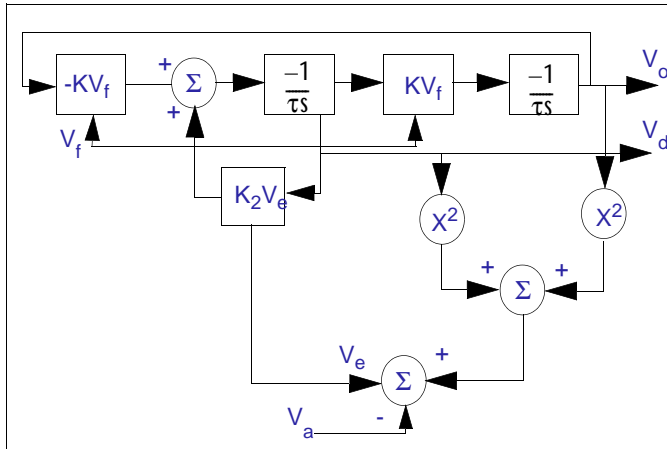 -KVf
+
Σ
+
–1
τs
KVf
–1
τs
Vo
Vf
Vd
K2Ve
X2
X2
+
Σ
+
Ve
+
Σ
-
Va